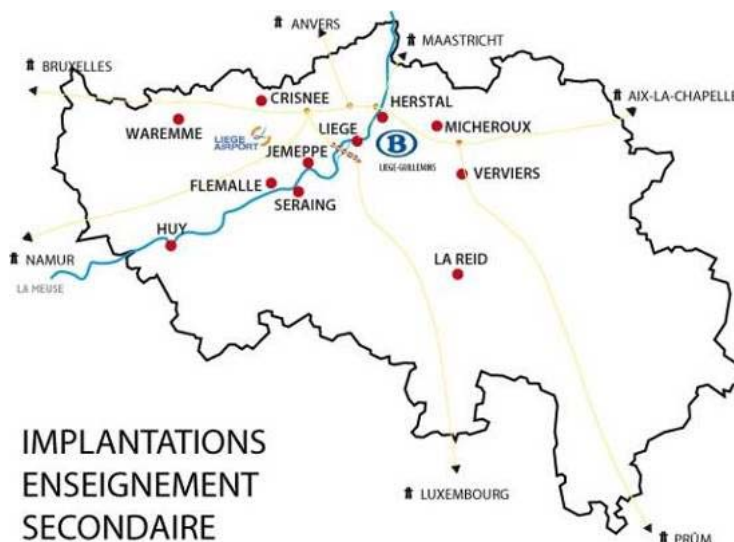 ANVERS
MAASTRICHT
BRUXELLES
CRISNEE
HERSTAL
AIX-LA-CHAPELLE
WAREMME
LIEGE
MICHEROUX
LIEGE
AIRPORT
B
JEMEPPE
LIEGE-GUILLEMINS
FLEMALLE
VERVIERS
SERAING
HUY
NAMUR
LA REID
LA MEUSE
IMPLANTATIONS
ENSEIGNEMENT
SECONDAIRE
LUXEMBOURG
PRÜM